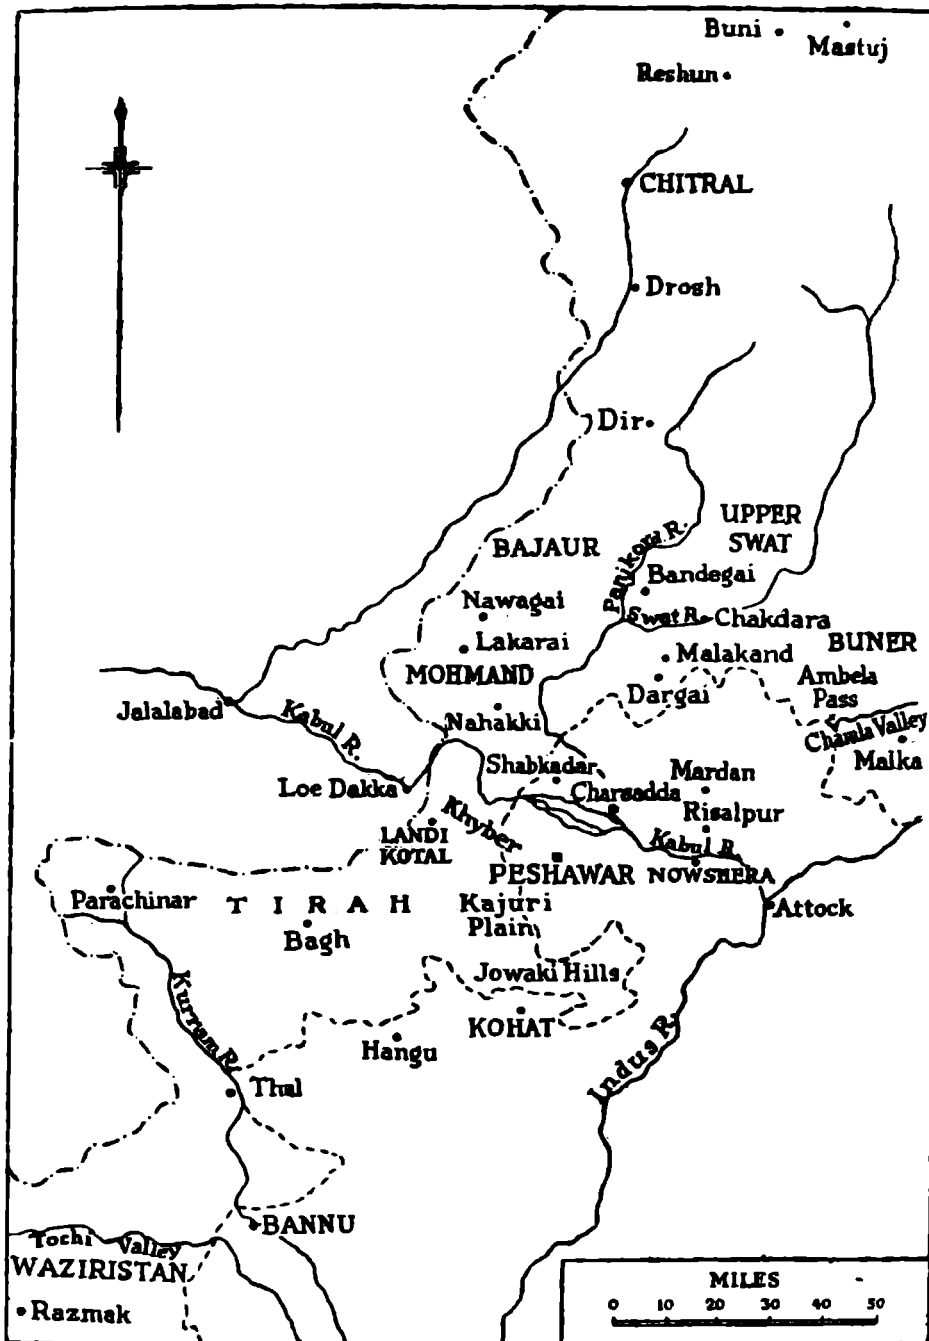 Buni
Mastuj
Reshun
CHITRAL
Drosh
Dir
UPPER
SWAT
BAJAUR
Panjkora R.
Bandegai
Nawagai
Swat R.
Chakdara
Lakarai
BUNER
Malakand
MOHMAND
Ambela
Pass
Dargai
Jalalabad
Kabul R.
Nahakki
Chamla Valley
Malka
Shabkadar
Mardan
Loe Dakka
Charsadda
Khyber
Risalpur
LANDI
KOTAL
Kabul R.
PESHAWAR
NOWSHERA
Parachinar
TIRAH
Kajuri
Plain
Attock
Bagh
Jowaki Hills
Kurram R.
KOHAT
Hangu
Indus R.
Thal
BANNU
Tochi Valley
WAZIRISTAN
Razmak
MILES
0 10 20 30 40 50